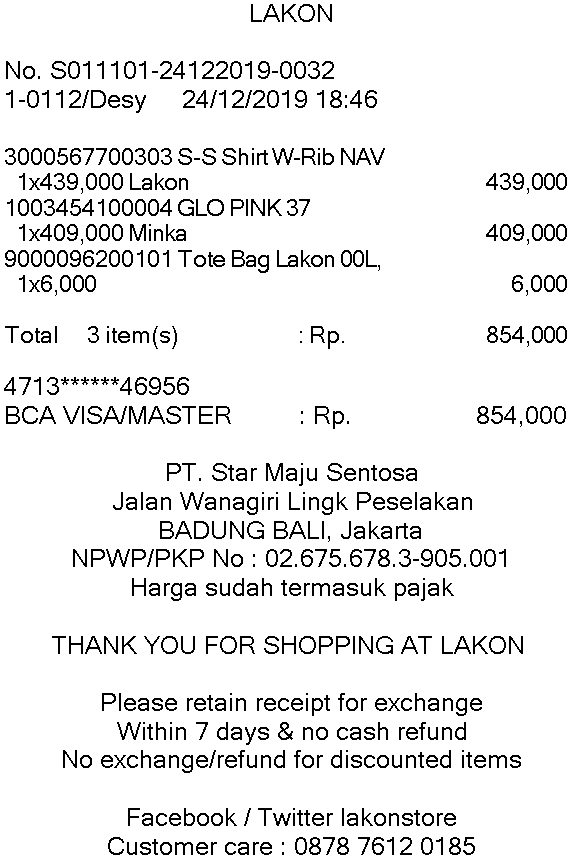 LAKON
No. S011101-24122019-0032
1-0112/Desy 24/12/2019 18:46
3000567700303 S-S Shirt W-Rib NAV
1x439,000 Lakon 439,000
1003454100004 GLO PINK 37
1x409,000 Minka 409,000
9000096200101 Tote Bag Lakon 00L,
1x6,000 6,000
Total 3 item(s) : Rp. 854,000
4713******46956
BCA VISA/MASTER : Rp. 854,000
PT. Star Maju Sentosa
Jalan Wanagiri Lingk Peselakan
BADUNG BALI, Jakarta
NPWP/PKP No : 02.675.678.3-905.001
Harga sudah termasuk pajak
THANK YOU FOR SHOPPING AT LAKON
Please retain receipt for exchange
Within 7 days & no cash refund
No exchange/refund for discounted items
Facebook / Twitter lakonstore
Customer care : 0878 7612 0185